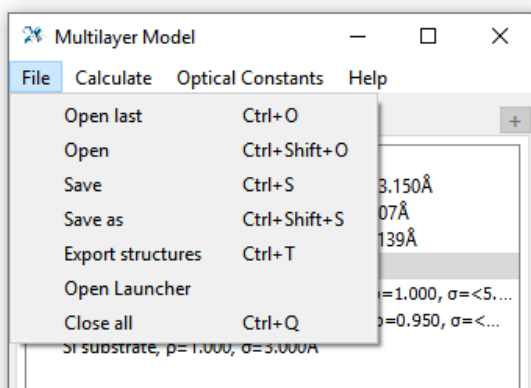 Multilayer Model
File Calculate Optical Constants Help
Open last Ctrl+O
Open Ctrl+Shift+O
Save Ctrl+S 3.150Å
Save as Ctrl+Shift+S 07Å
Export structures Ctrl+T 139Å
Open Launcher =1.000, σ=<5....
Close all Ctrl+Q ρ=0.950, σ=<...
Si substrate, ρ=1.000, σ=3.000Å